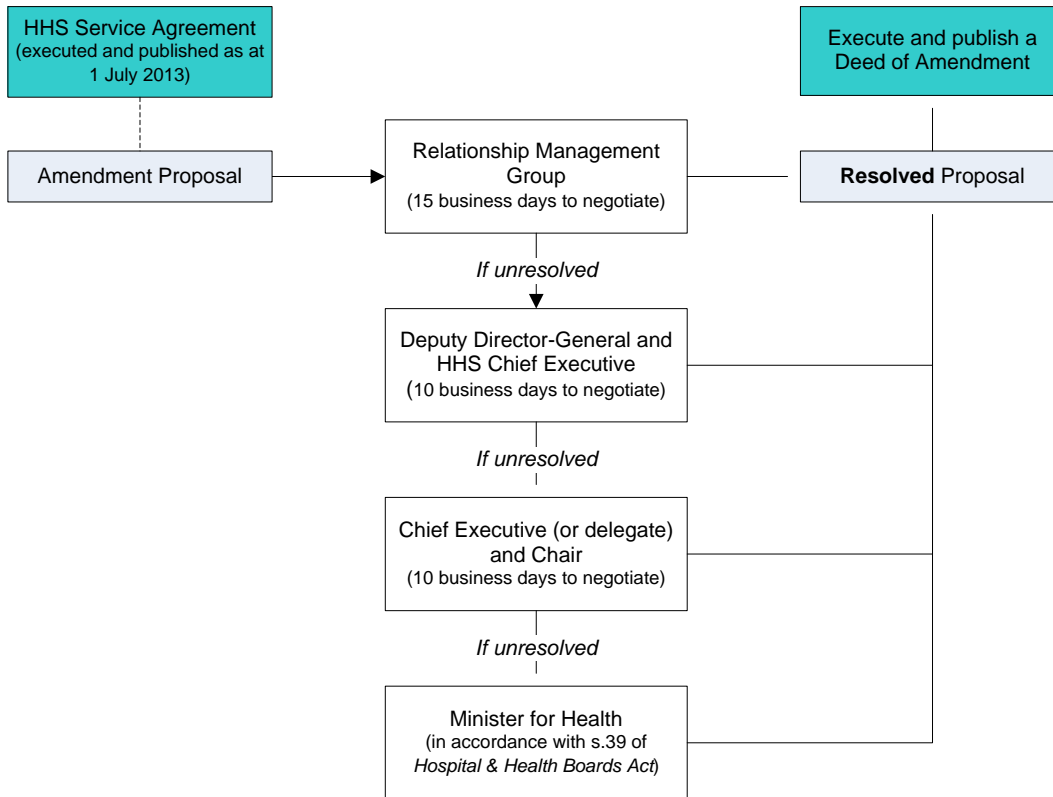 HHS Service Agreement
(executed and published as at
1 July 2013)
Execute and publish a
Deed of Amendment
Amendment Proposal
Relationship Management
Group
(15 business days to negotiate)
Resolved Proposal
If unresolved
Deputy Director-General and
HHS Chief Executive
(10 business days to negotiate)
If unresolved
Chief Executive (or delegate)
and Chair
(10 business days to negotiate)
If unresolved
Minister for Health
(in accordance with s.39 of
Hospital & Health Boards Act)